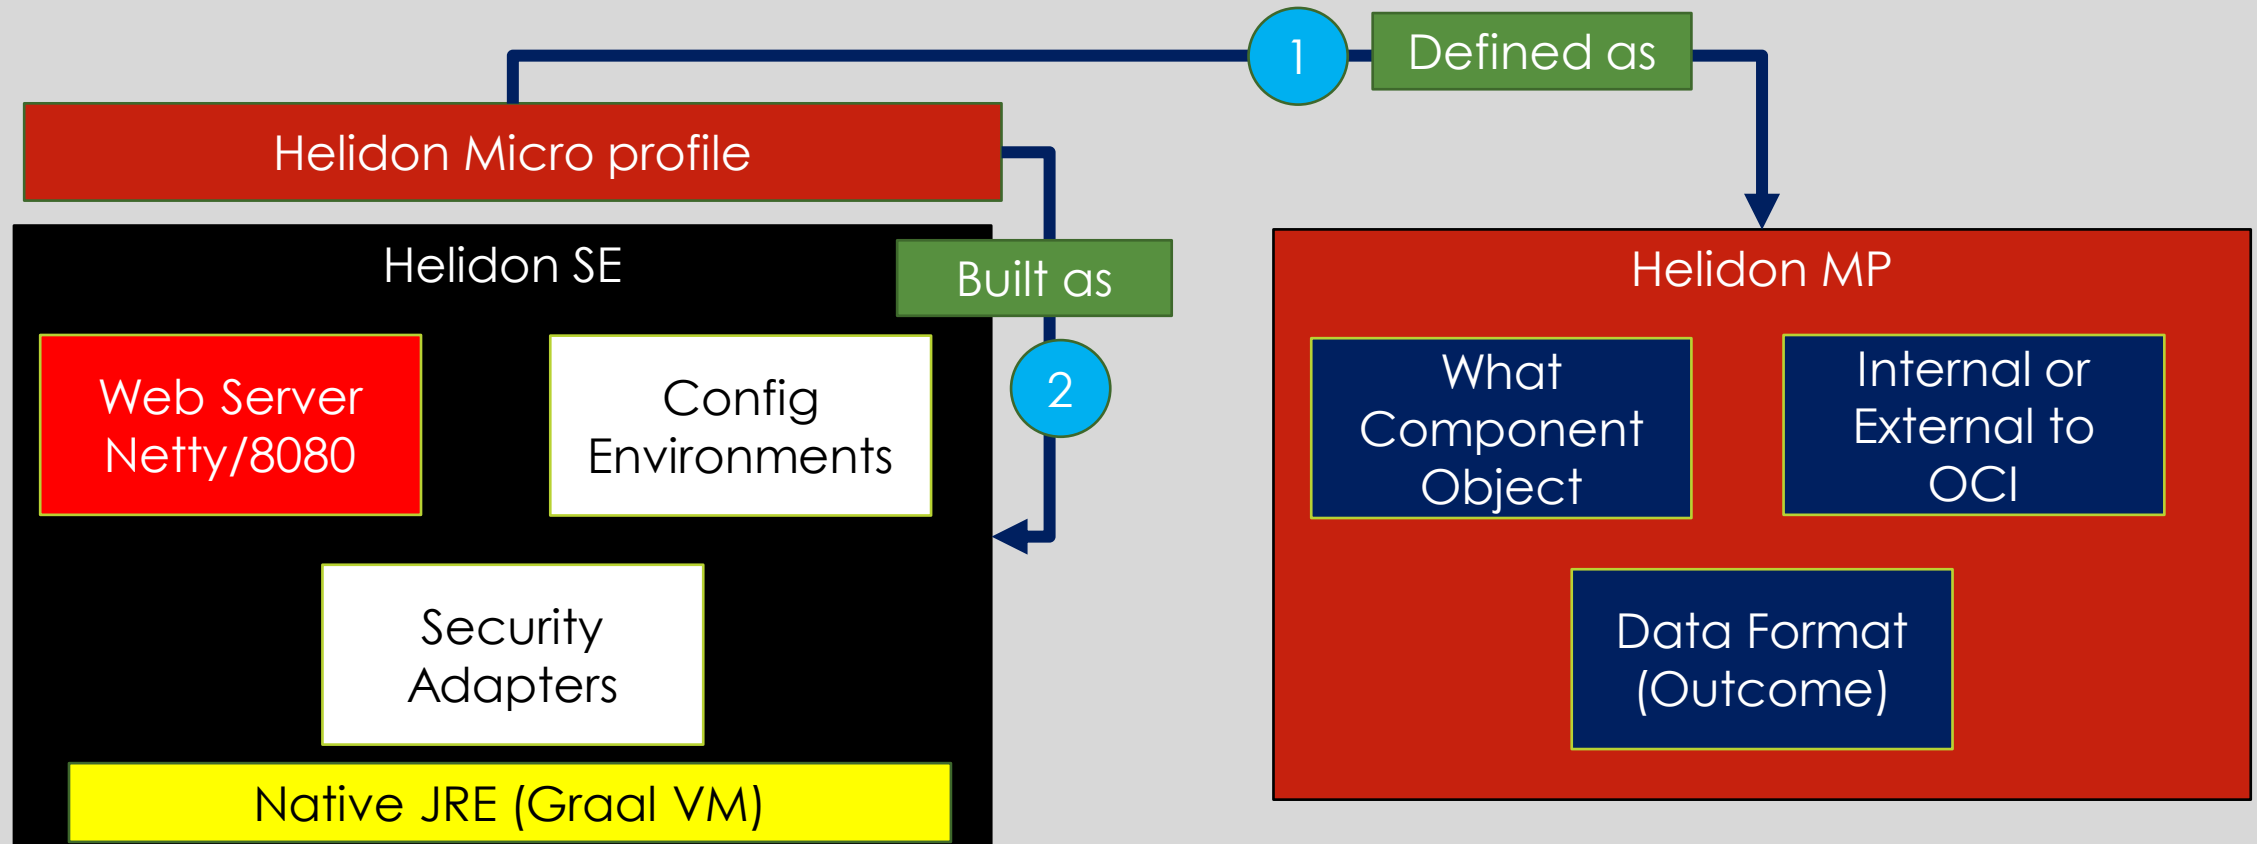 1
Defined as
Helidon Micro profile
Helidon SE
Built as
2
Web Server
Netty/8080
Config
Environments
Security
Adapters
Native JRE (Graal VM)
Helidon MP
What
Component
Object
Internal or
External to
OCI
Data Format
(Outcome)